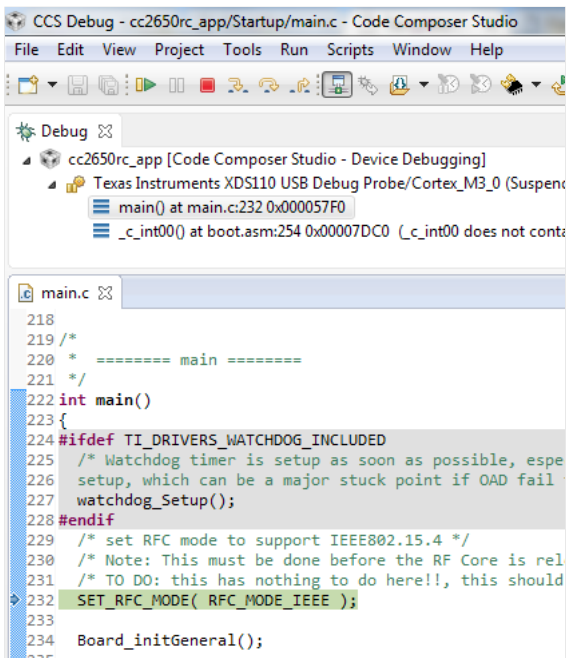 CCS Debug - cc2650rc_app/Startup/main.c - Code Composer Studio
File Edit View Project Tools Run Scripts Window Help
Debug
cc2650rc_app [Code Composer Studio - Device Debugging]
Texas Instruments XDS110 USB Debug Probe/Cortex_M3_0 (Suspend
main() at main.c:232 0x000057F0
_c_int00() at boot.asm:254 0x00007DC0 (_c_int00 does not conta
main.c
218
219 /*
220 * ======== main ========
221 */
222 int main()
223 {
224 #ifdef TI_DRIVERS_WATCHDOG_INCLUDED
225 /* Watchdog timer is setup as soon as possible, espe
226 setup, which can be a major stuck point if OAD fail
227 watchdog_Setup();
228 #endif
229 /* set RFC mode to support IEEE802.15.4 */
230 /* Note: This must be done before the RF Core is rel
231 /* TO DO: this has nothing to do here!!, this should
232 SET_RFC_MODE( RFC_MODE_IEEE );
233
234 Board_initGeneral();